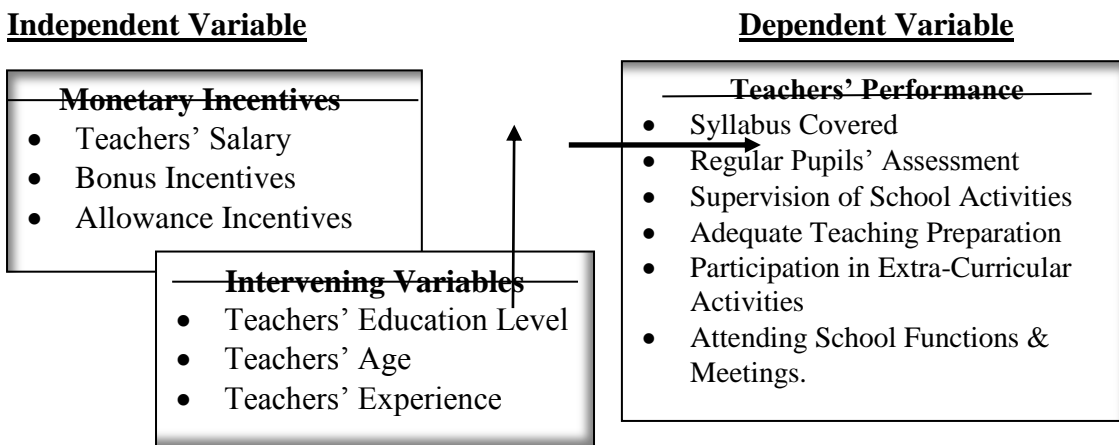 Independent Variable
Dependent Variable
Monetary Incentives
• Teachers’ Salary
• Bonus Incentives
• Allowance Incentives
Intervening Variables
• Teachers’ Education Level
• Teachers’ Age
• Teachers’ Experience
Teachers’ Performance
• Syllabus Covered
• Regular Pupils’ Assessment
• Supervision of School Activities
• Adequate Teaching Preparation
• Participation in Extra-Curricular
Activities
• Attending School Functions &
Meetings.